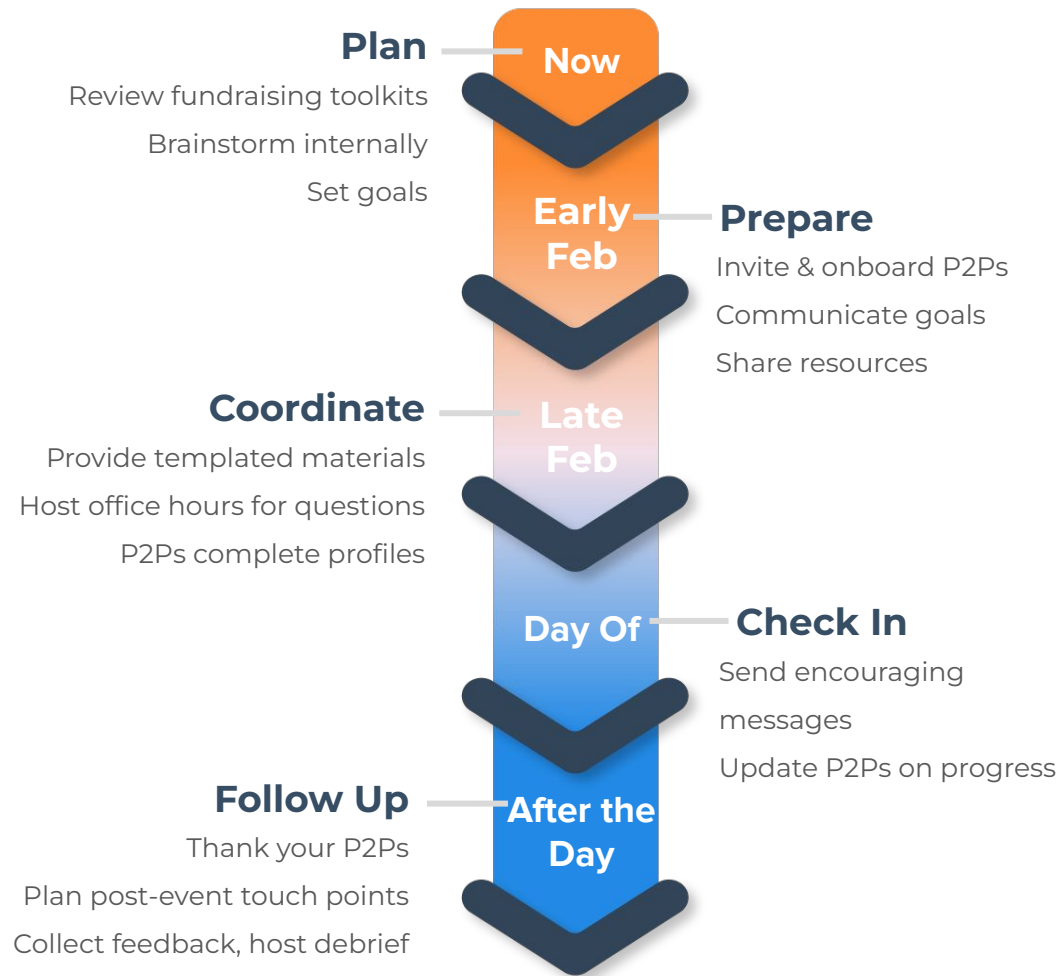 Plan
Now
Review fundraising toolkits
Brainstorm internally
Set goals
Early
Feb
Prepare
Invite & onboard P2Ps
Communicate goals
Share resources
Coordinate
Late
Feb
Provide templated materials
Host office hours for questions
P2Ps complete profiles
Day Of
Check In
Send encouraging
messages
Update P2Ps on progress
Follow Up
After the
Day
Thank your P2Ps
Plan post-event touch points
Collect feedback, host debrief